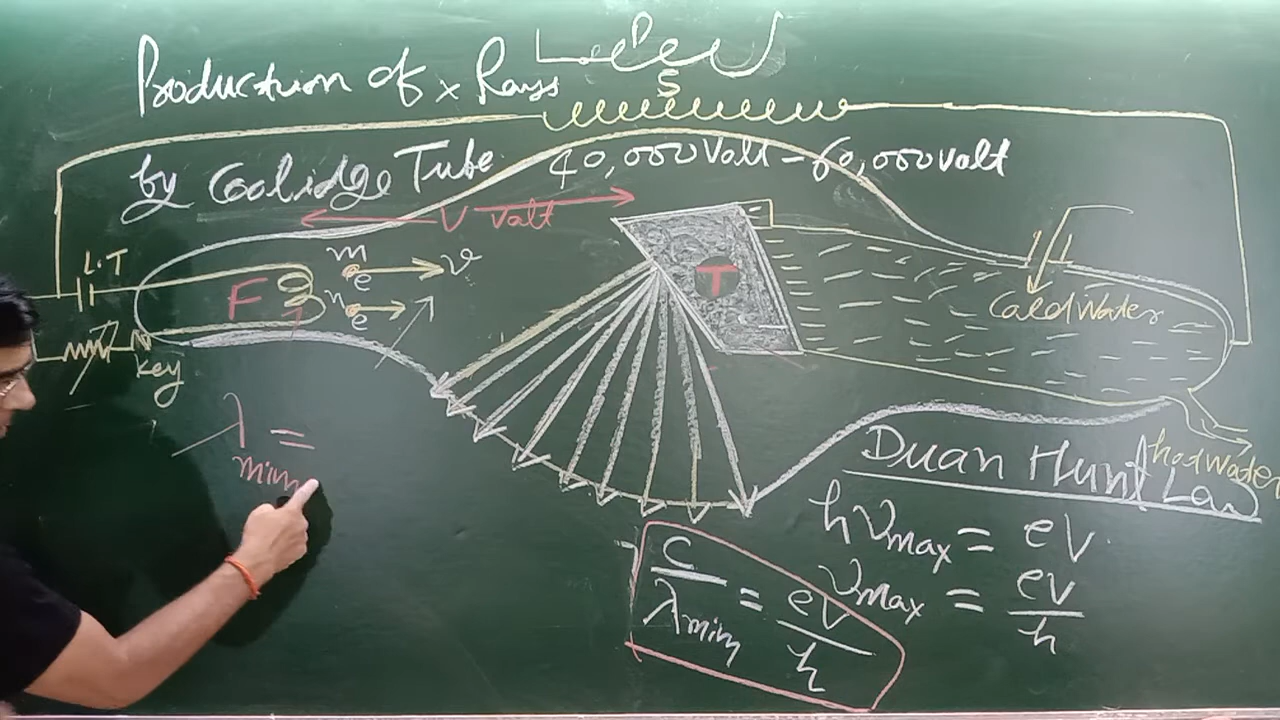 Production of x Rays
P
S
by Coolidge Tube 40,000 Volt - 60,000 volt
V Volt
L.T
F
m
e
v
m
e
T
Cold Water
key
λmin =
hot Water
Duan Hunt Law
hνmax = eV
νmax = eV/h
c/λmin = eV/h